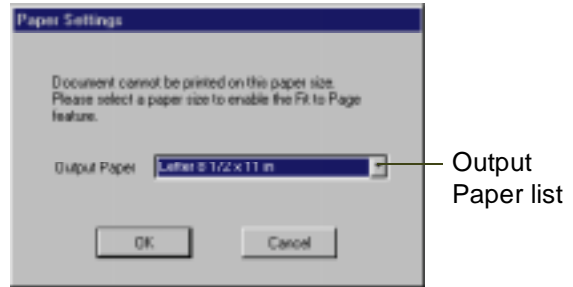 Paper Settings
Document cannot be printed on this paper size.
Please select a paper size to enable the Fit to Page
feature.
Output Paper Letter 8 1/2 x 11 in
Output
Paper list
OK Cancel